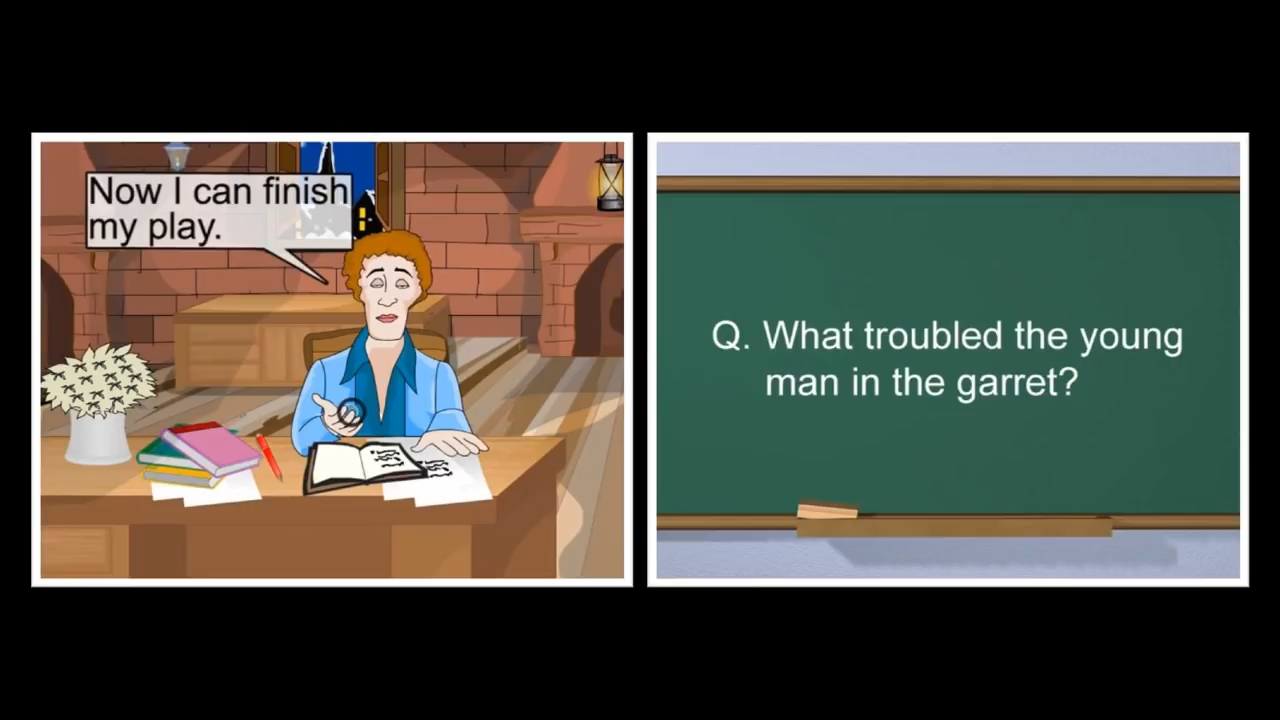 Now I can finish
my play.
Q. What troubled the young
man in the garret?